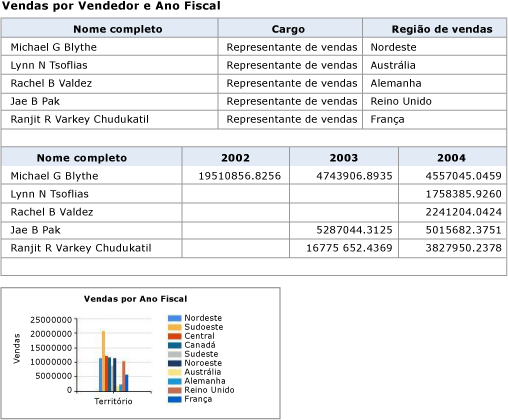 Vendas por Vendedor e Ano Fiscal
Nome completo Cargo Região de vendas
Michael G Blythe Representante de vendas Nordeste
Lynn N Tsoflias Representante de vendas Austrália
Rachel B Valdez Representante de vendas Alemanha
Jae B Pak Representante de vendas Reino Unido
Ranjit R Varkey Chudukatil Representante de vendas França
Nome completo 2002 2003 2004
Michael G Blythe 19510856.8256 4743906.8935 4557045.0459
Lynn N Tsoflias 1758385.9260
Rachel B Valdez 2241204.0424
Jae B Pak 5287044.3125 5015682.3751
Ranjit R Varkey Chudukatil 16775 652.4369 3827950.2378
Vendas por Ano Fiscal
Vendas
25000000
20000000
15000000
10000000
5000000
0
Território
Nordeste
Sudoeste
Central
Canadá
Sudeste
Noroeste
Austrália
Alemanha
Reino Unido
França